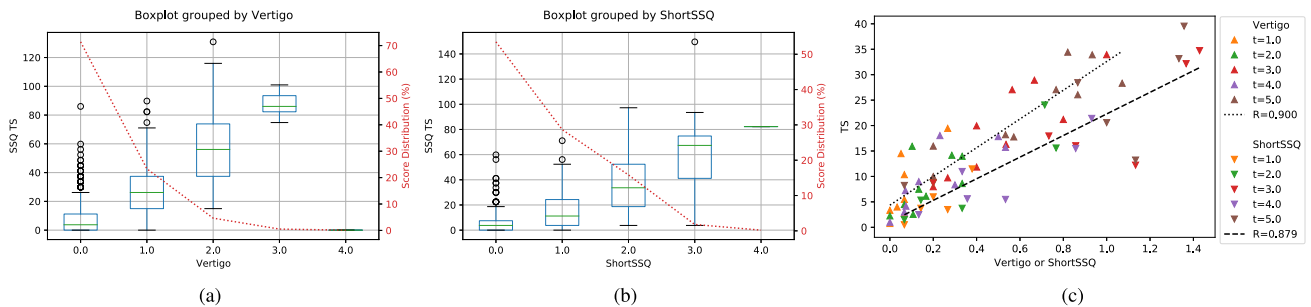 Boxplot grouped by Vertigo
SSQ TS
120
100
80
60
40
20
0
0.0 1.0 2.0 3.0 4.0
Vertigo
70
60
50
40
30
20
10
0
Score Distribution (%)
(a)
Boxplot grouped by ShortSSQ
SSQ TS
140
120
100
80
60
40
20
0
0.0 1.0 2.0 3.0 4.0
ShortSSQ
50
40
30
20
10
0
Score Distribution (%)
(b)
TS
40
35
30
25
20
15
10
5
0
0.0 0.2 0.4 0.6 0.8 1.0 1.2 1.4
Vertigo or ShortSSQ
Vertigo
t=1.0
t=2.0
t=3.0
t=4.0
t=5.0
R=0.900
ShortSSQ
t=1.0
t=2.0
t=3.0
t=4.0
t=5.0
R=0.879
(c)